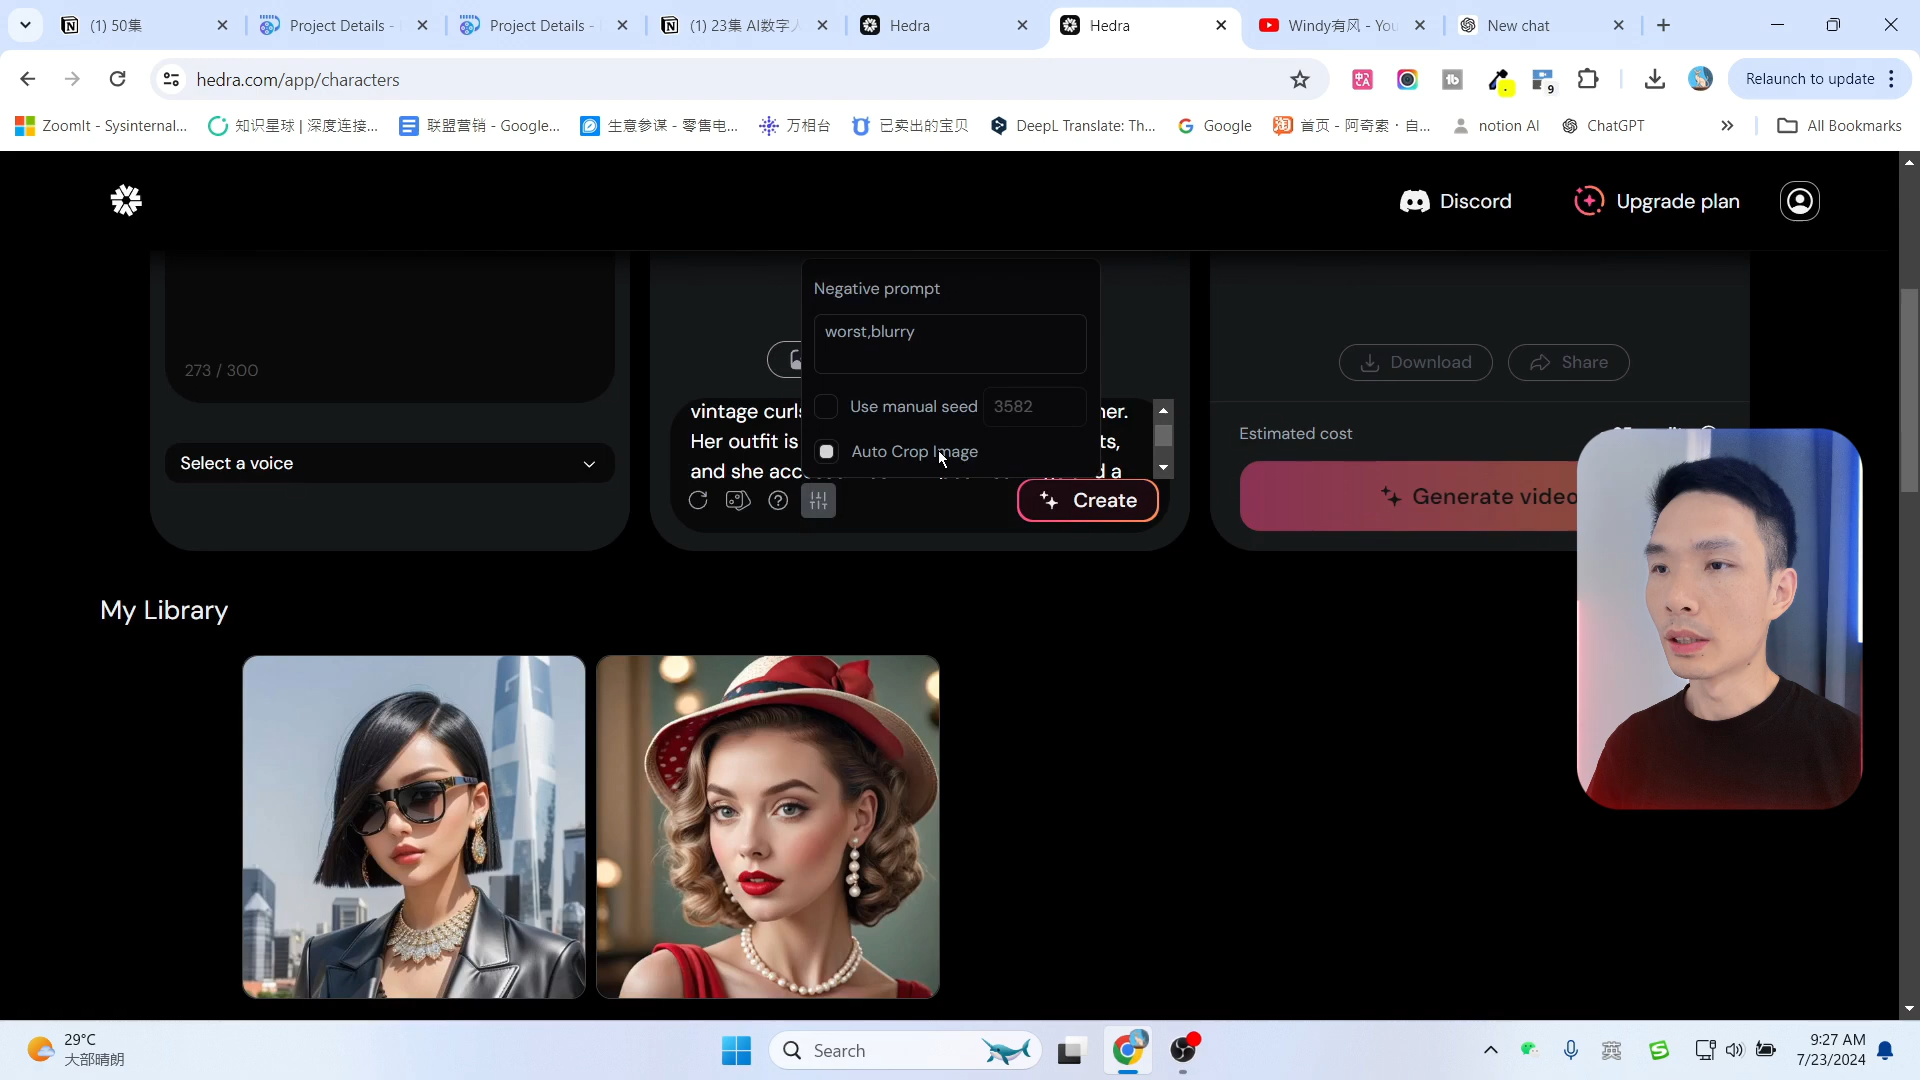 (1) 50集
Project Details -
Project Details -
(1) 23集 AI数字人
Hedra
Hedra
Windy有风 - You
New chat
hedra.com/app/characters
9
Relaunch to update
ZoomIt - Sysinternal...
知识星球 | 深度连接...
联盟营销 - Google...
生意参谋 - 零售电...
万相台
已卖出的宝贝
DeepL Translate: Th...
Google
首页 - 阿奇索 · 自...
notion AI
ChatGPT
All Bookmarks
Discord
Upgrade plan
Negative prompt
worst,blurry
273 / 300
Download
Share
Use manual seed
3582
vintage curls
her.
Her outfit is
ts,
Auto Crop Image
and she acc
d a
Estimated cost
Select a voice
Create
Generate video
My Library
29°C
大部晴朗
Search
英
9:27 AM
7/23/2024